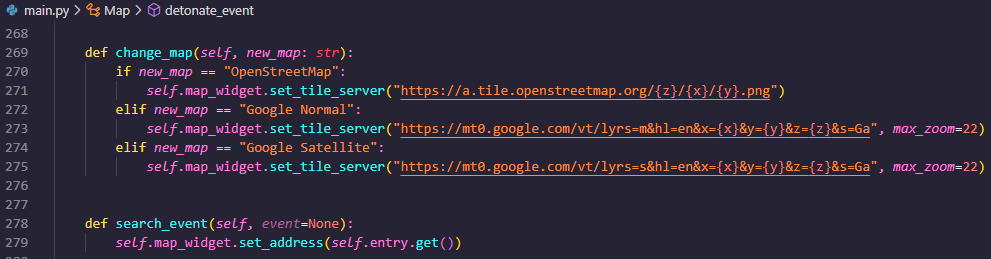 main.py > Map > detonate_event
268
269 def change_map(self, new_map: str):
270 if new_map == "OpenStreetMap":
271 self.map_widget.set_tile_server("https://a.tile.openstreetmap.org/{z}/{x}/{y}.png")
272 elif new_map == "Google Normal":
273 self.map_widget.set_tile_server("https://mt0.google.com/vt/lyrs=m&hl=en&x={x}&y={y}&z={z}&s=Ga", max_zoom=22)
274 elif new_map == "Google Satellite":
275 self.map_widget.set_tile_server("https://mt0.google.com/vt/lyrs=s&hl=en&x={x}&y={y}&z={z}&s=Ga", max_zoom=22)
276
277
278 def search_event(self, event=None):
279 self.map_widget.set_address(self.entry.get())